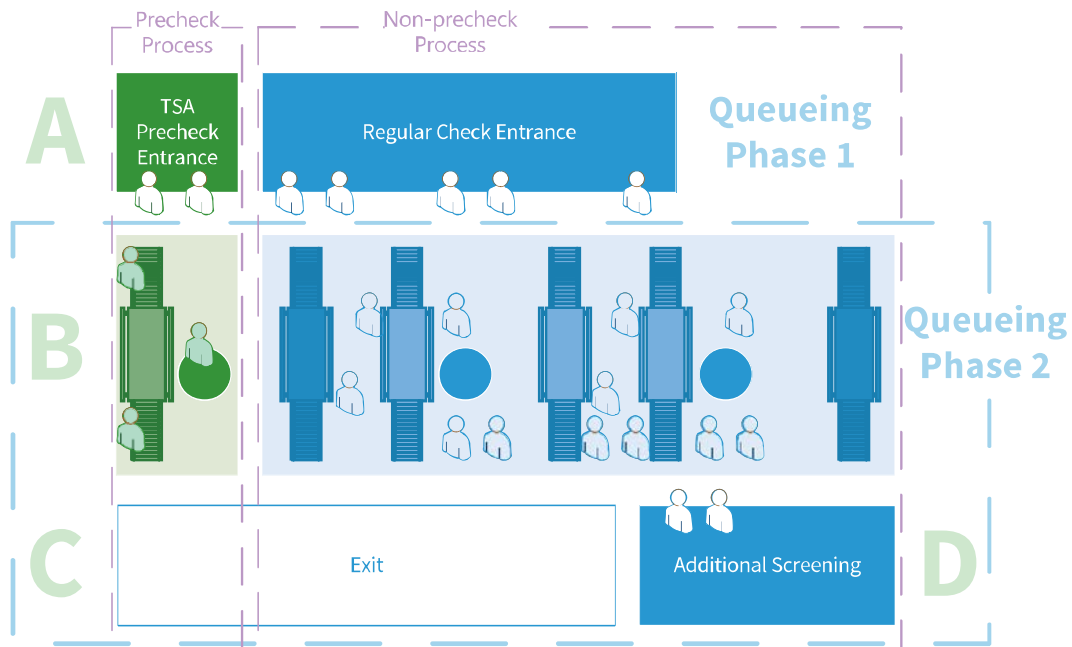 Precheck
Process
Non-precheck
Process
A
TSA
Precheck
Entrance
Regular Check Entrance
Queueing
Phase 1
B
Queueing
Phase 2
C
Exit
Additional Screening
D